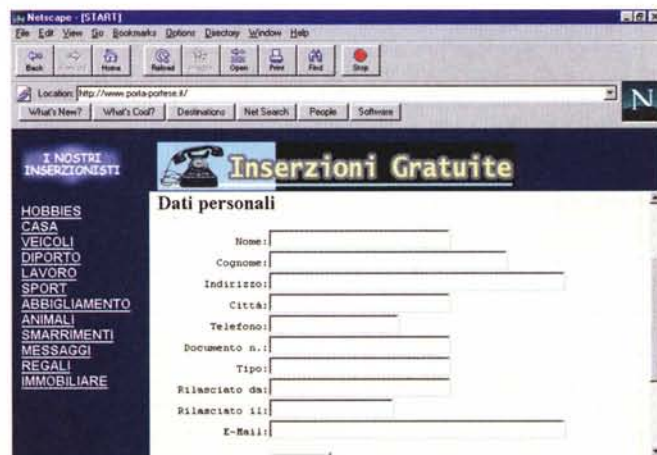 Netscape - [START]
File Edit View Go Bookmarks Options Directory Window Help
Back Home Reload Open Print Find Stop
Location: http://www.porta-portese.it/
What's New? What's Cool? Destinations Net Search People Software
N
I NOSTRI
INSERZIONISTI
Inserzioni Gratuite
HOBBIES
CASA
VEICOLI
DIPORTO
LAVORO
SPORT
ABBIGLIAMENTO
ANIMALI
SMARRIMENTI
MESSAGGI
REGALI
IMMOBILIARE
Dati personali
Nome:
Cognome:
Indirizzo:
Città:
Telefono:
Documento n.:
Tipo:
Rilasciato da:
Rilasciato il:
E-Mail: